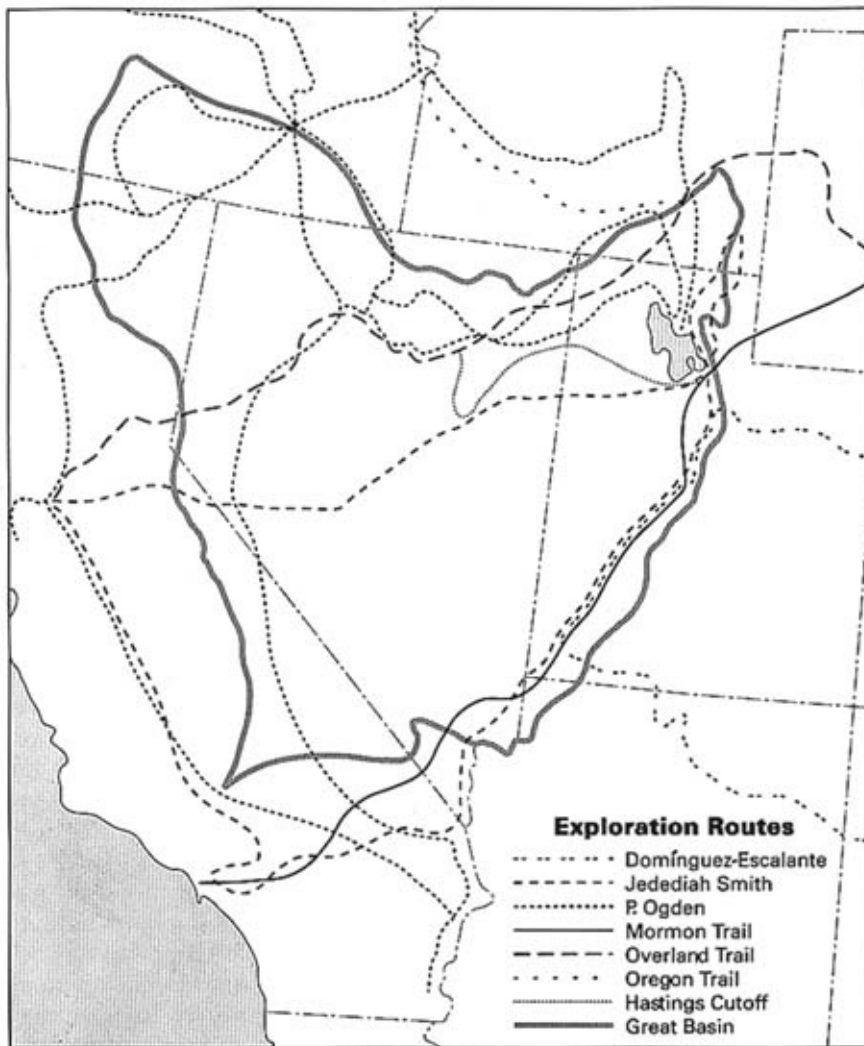 Exploration Routes
Domínguez-Escalante
Jedediah Smith
P. Ogden
Mormon Trail
Overland Trail
Oregon Trail
Hastings Cutoff
Great Basin